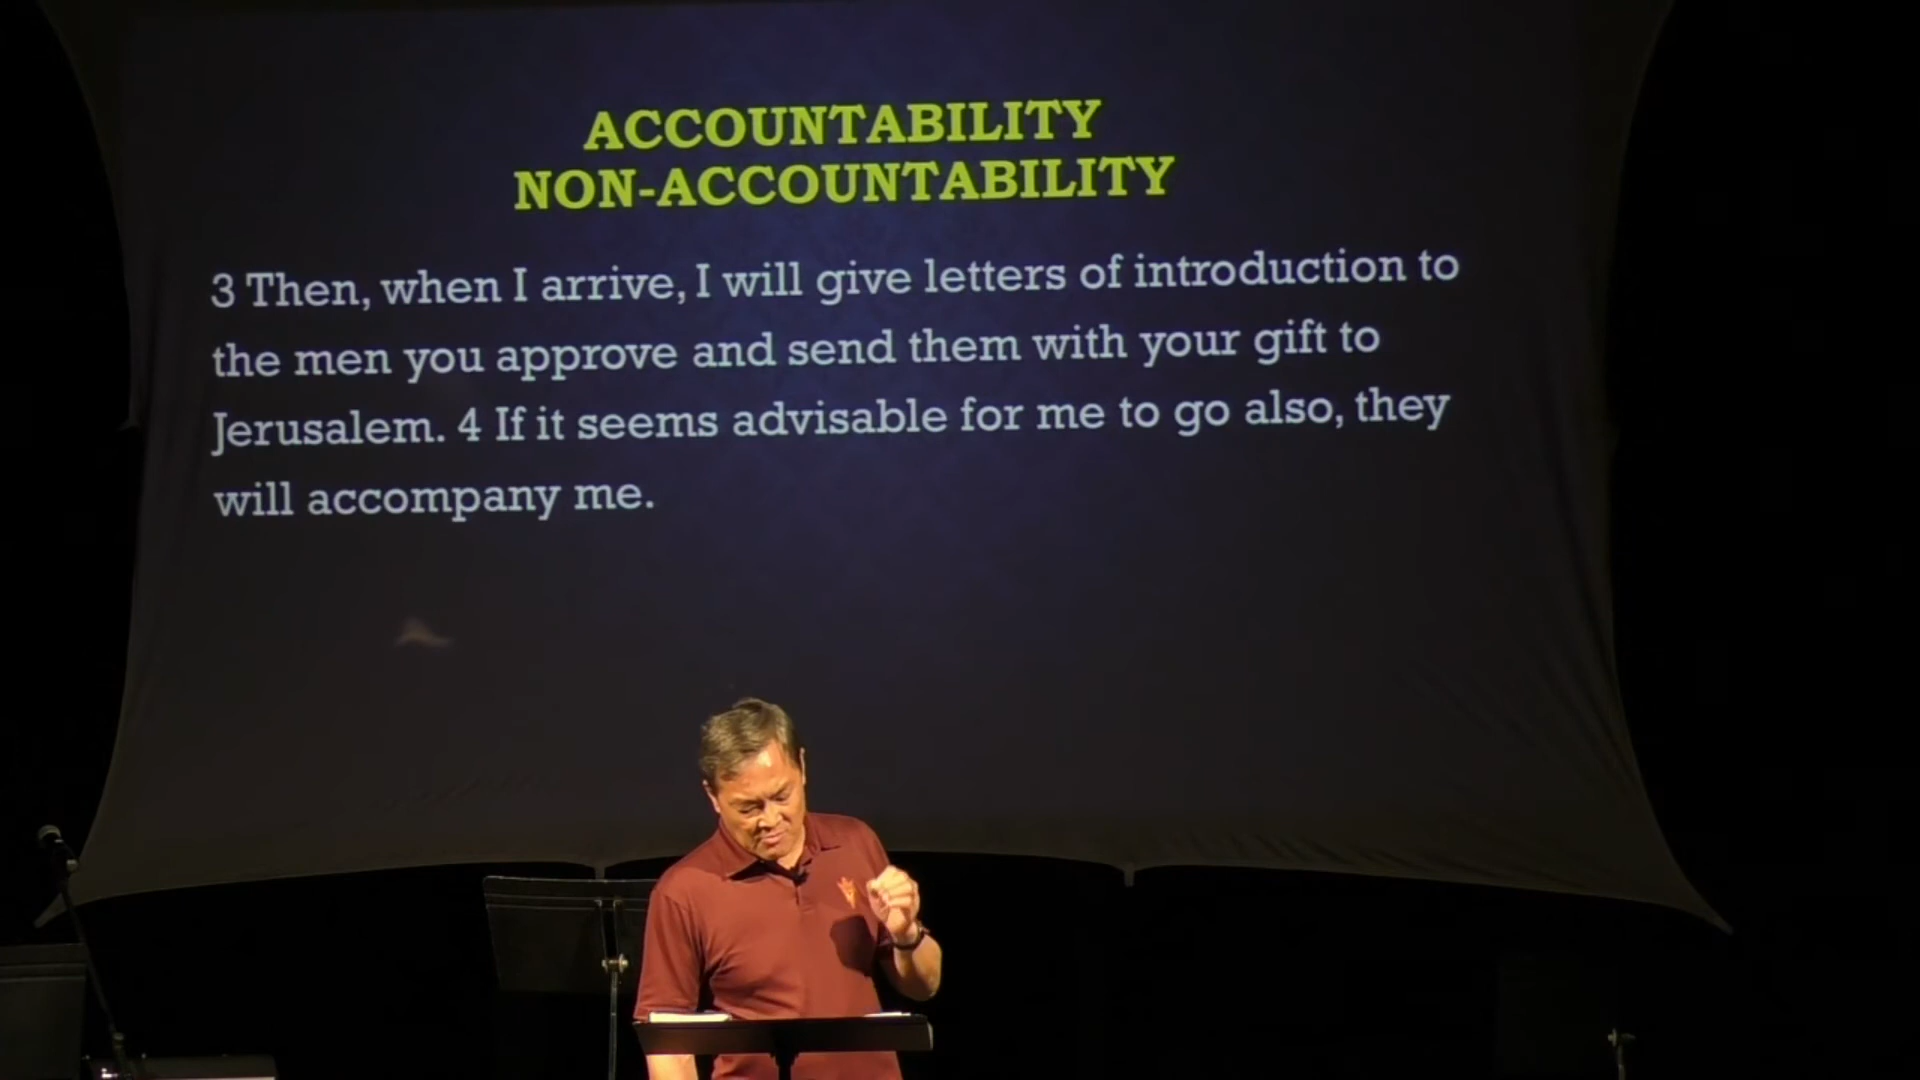 ACCOUNTABILITY
NON-ACCOUNTABILITY
3 Then, when I arrive, I will give letters of introduction to
the men you approve and send them with your gift to
Jerusalem. 4 If it seems advisable for me to go also, they
will accompany me.